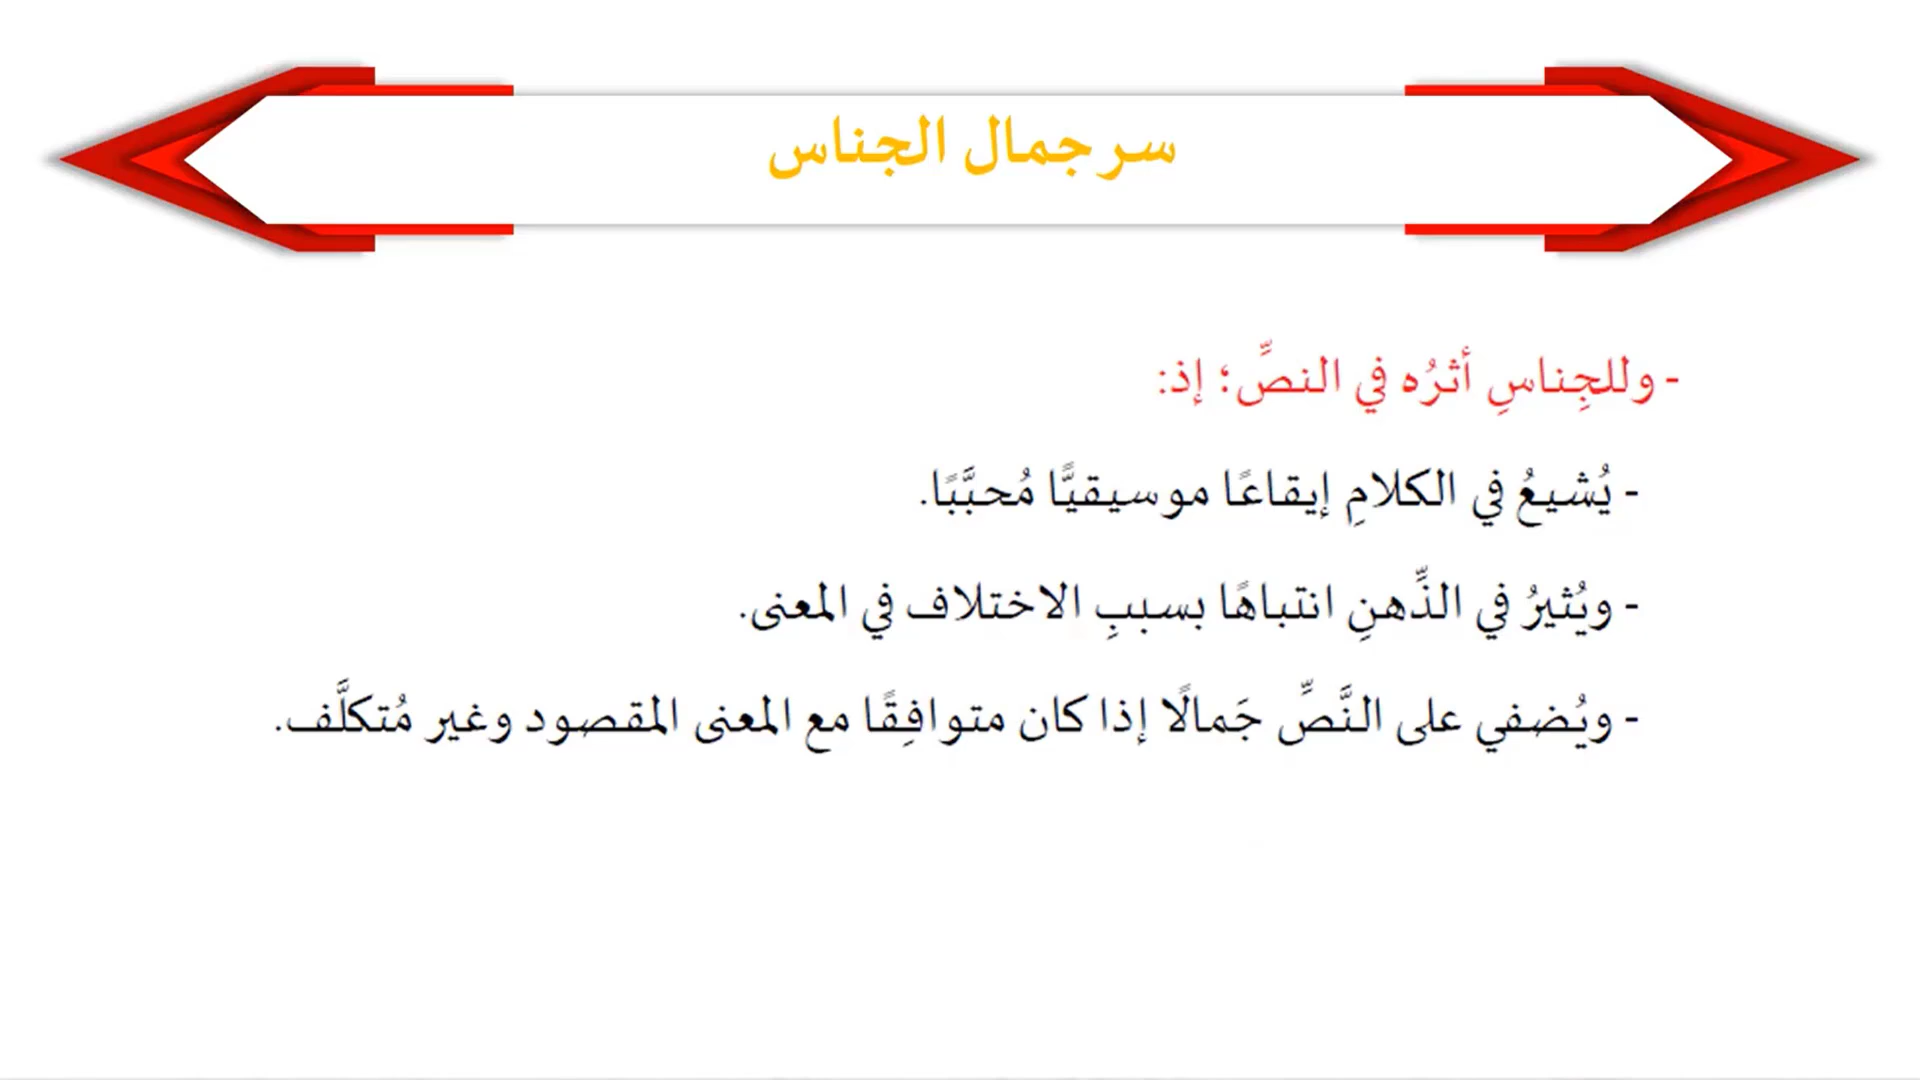 سر جمال الجناس
- وللجِناسِ أثرُه في النصِّ؛ إذ:
- يُشيعُ في الكلامِ إيقاعًا موسيقيًّا مُحبَّبًا.
- ويُثيرُ في الذِّهنِ انتباهًا بسببِ الاختلاف في المعنى.
- ويُضفي على النَّصِّ جَمالًا إذا كان متوافِقًا مع المعنى المقصود وغير مُتكلَّف.